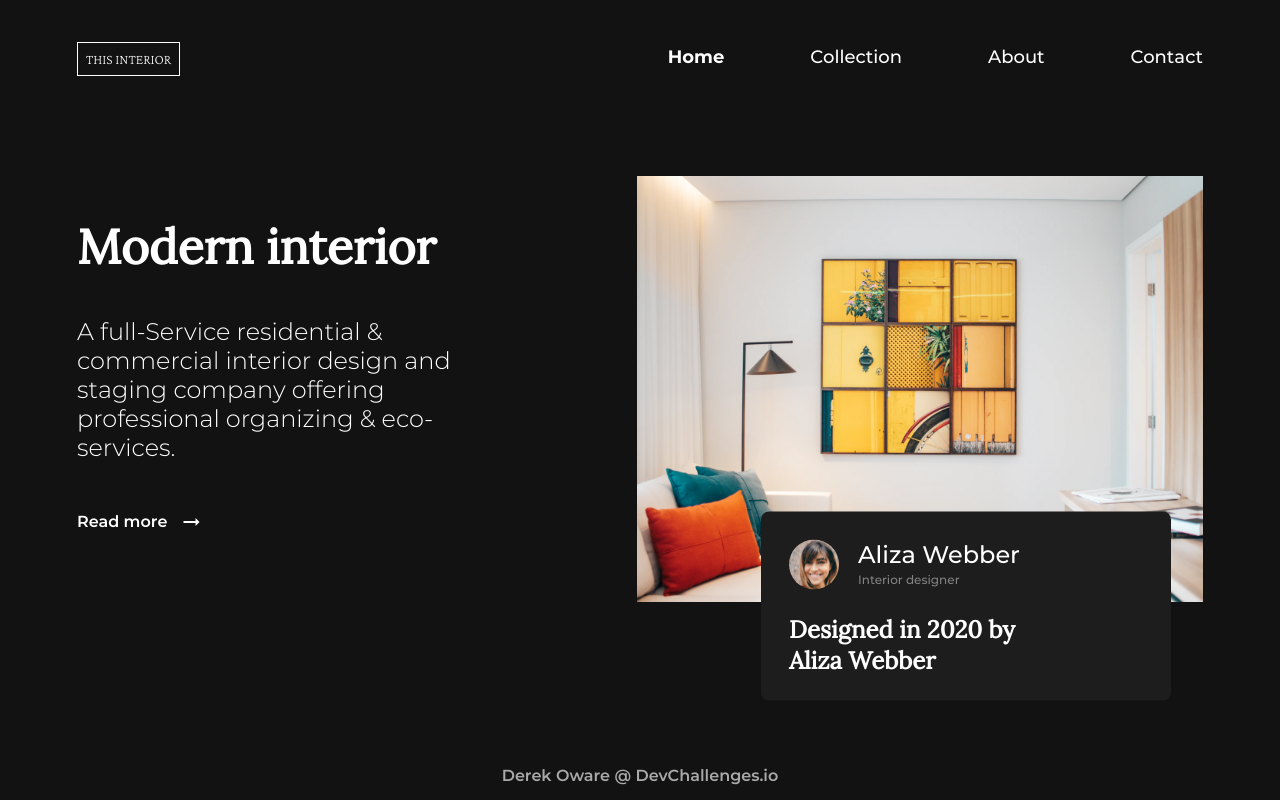 THIS INTERIOR
Home
Collection
About
Contact
Modern interior
A full-Service residential &
commercial interior design and
staging company offering
professional organizing & eco-
services.
Read more
Aliza Webber
Interior designer
Designed in 2020 by
Aliza Webber
Derek Oware @ DevChallenges.io